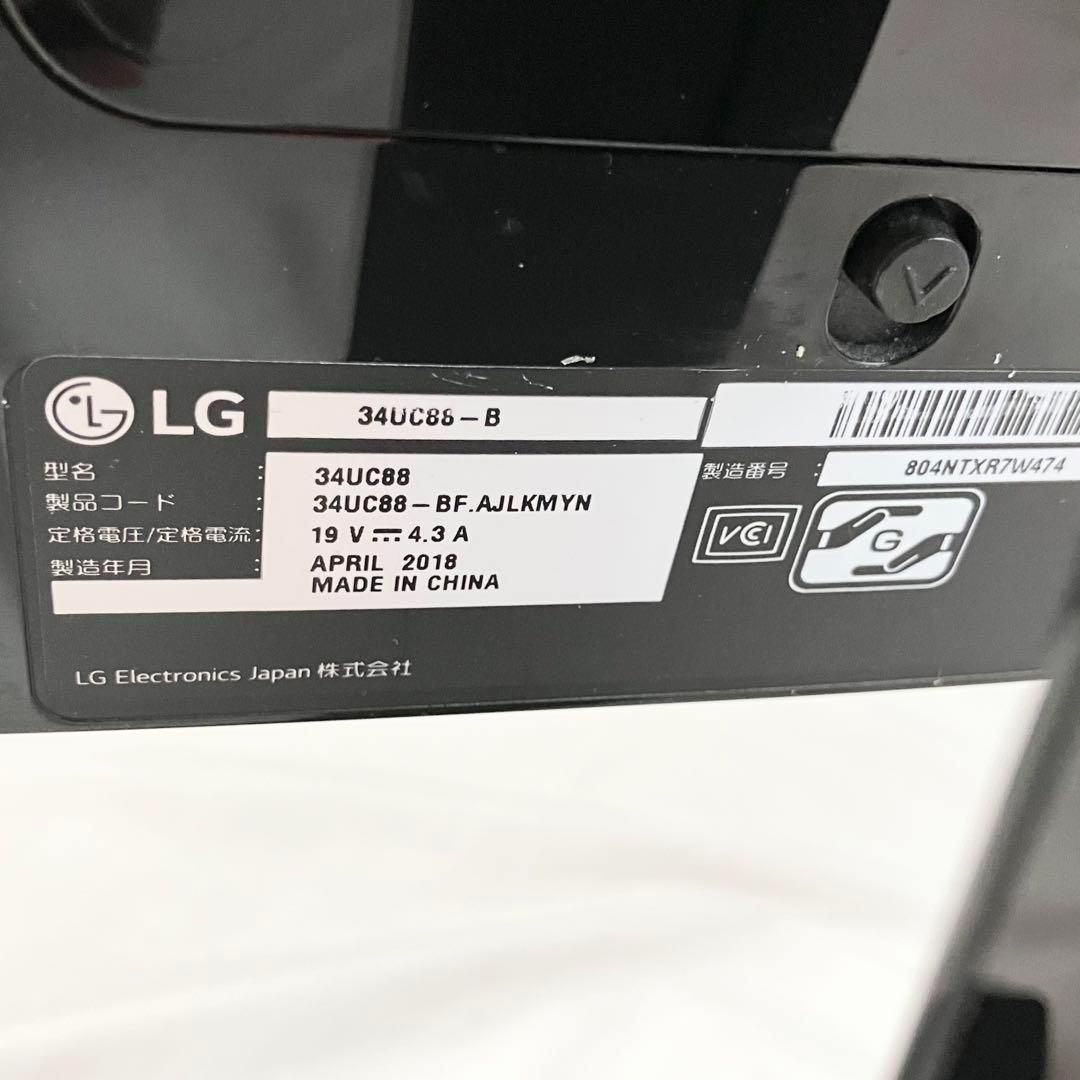 LG 34UC88-B
型名 : 34UC88
製品コード : 34UC88-BF.AJLKMYN
定格電圧/定格電流: 19 V ⎓ 4.3 A
製造年月 : APRIL 2018
MADE IN CHINA
製造番号 : 804NTXR7W474
VCCI
G
LG Electronics Japan 株式会社